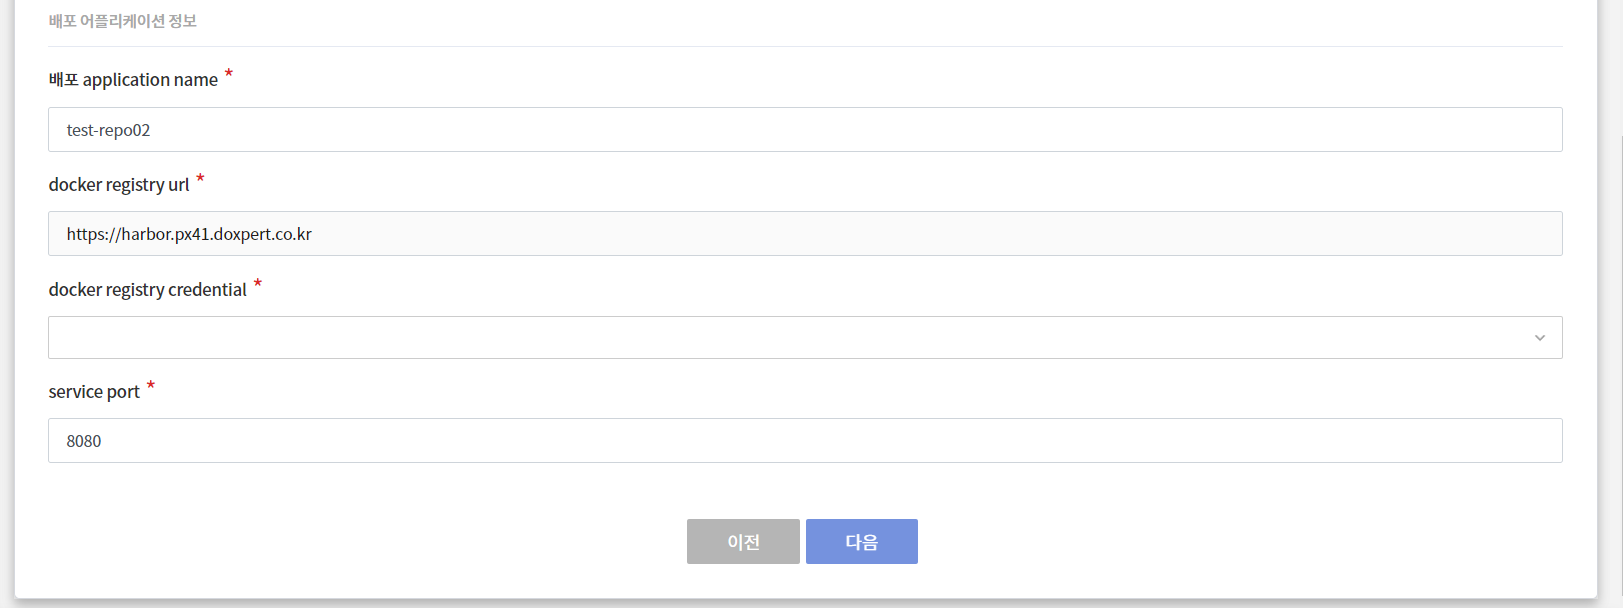 배포 어플리케이션 정보
배포 application name *
test-repo02
docker registry url *
https://harbor.px41.doxpert.co.kr
docker registry credential *
service port *
8080
이전 다음